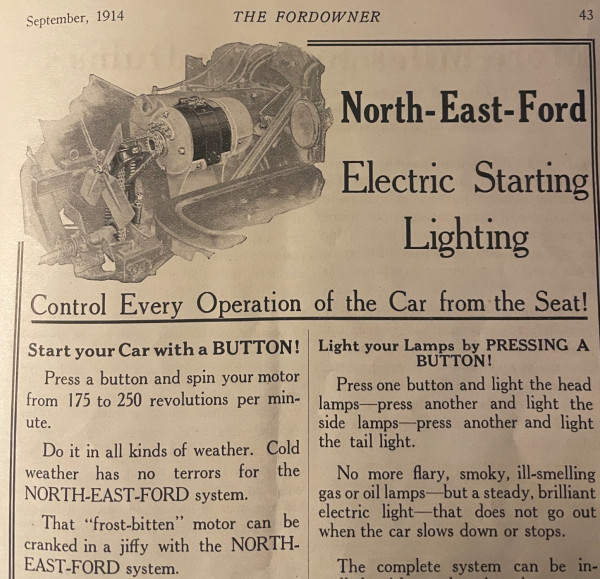 September, 1914
THE FORDOWNER
43
North-East-Ford
Electric Starting
Lighting
Control Every Operation of the Car from the Seat!
Start your Car with a BUTTON!
Press a button and spin your motor
from 175 to 250 revolutions per min-
ute.
Do it in all kinds of weather. Cold
weather has no terrors for the
NORTH-EAST-FORD system.
That "frost-bitten" motor can be
cranked in a jiffy with the NORTH-
EAST-FORD system.
Light your Lamps by PRESSING A
BUTTON!
Press one button and light the head
lamps—press another and light the
side lamps—press another and light
the tail light.
No more flary, smoky, ill-smelling
gas or oil lamps—but a steady, brilliant
electric light—that does not go out
when the car slows down or stops.
The complete system can be in-